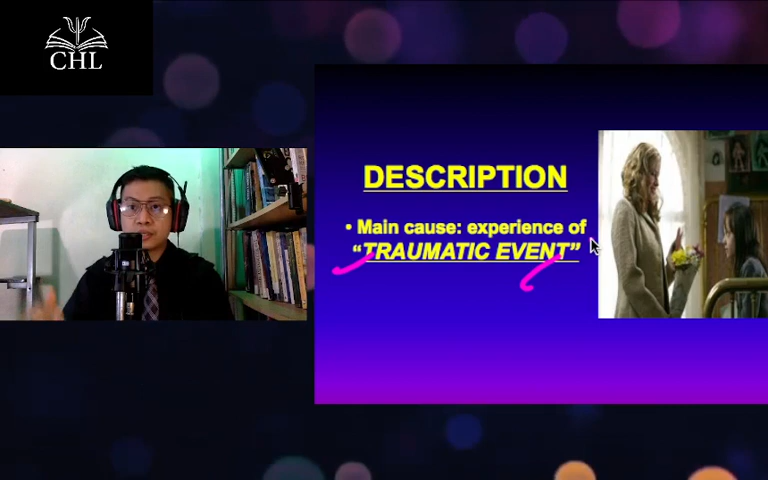 CHL
DESCRIPTION
• Main cause: experience of
“TRAUMATIC EVENT”